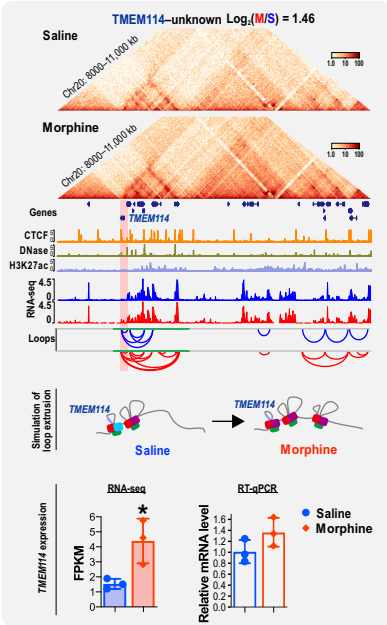 TMEM114–unknown Log₂(M/S) = 1.46
Saline
Chr20: 8000–11,000 kb
1.0 10 100
Morphine
Chr20: 8000–11,000 kb
1.0 10 100
Genes
TMEM114
CTCF
DNase
H3K27ac
RNA-seq
4.5
0
4.5
0
Loops
Simulation of
loop extrusion
TMEM114
TMEM114
Saline
Morphine
TMEM114 expression
RNA-seq
FPKM
6
5
4
3
2
1
0
*
RT-qPCR
Relative mRNA level
1.6
1.4
1.2
1.0
0.8
0.6
0.4
0.2
0.0
Saline
Morphine